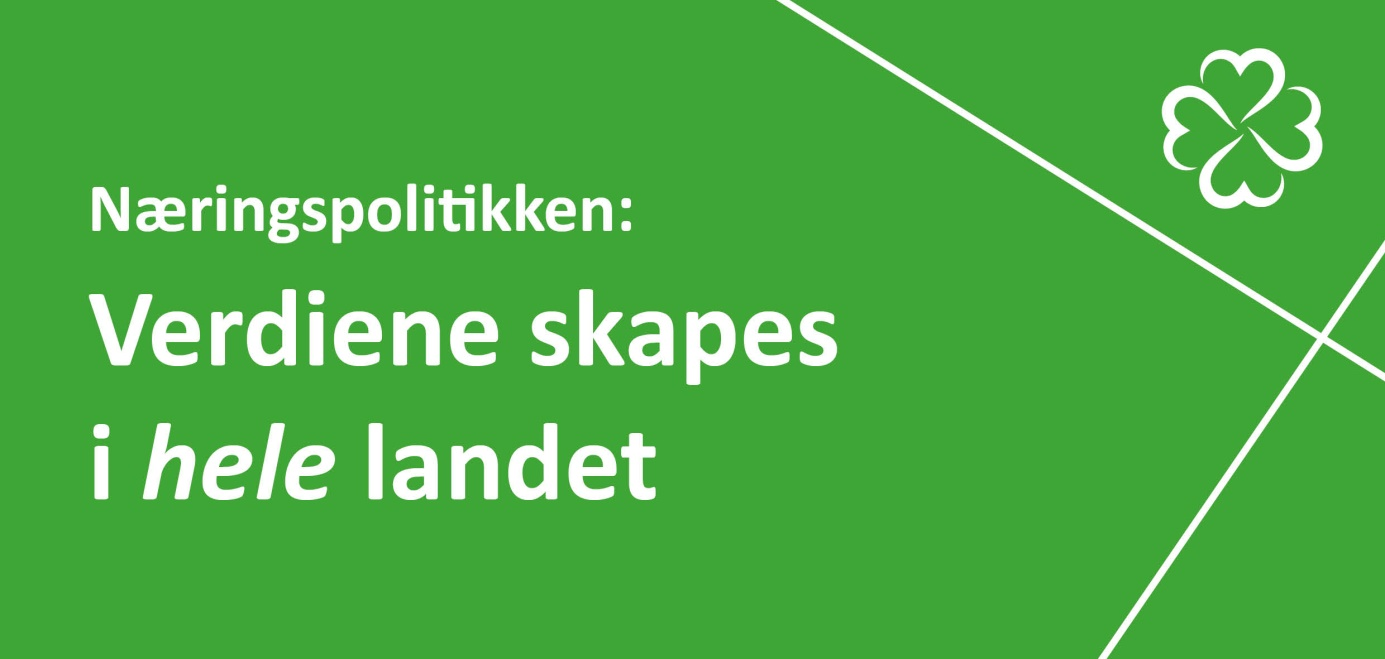 Næringspolitikken:
Verdiene skapes
i hele landet